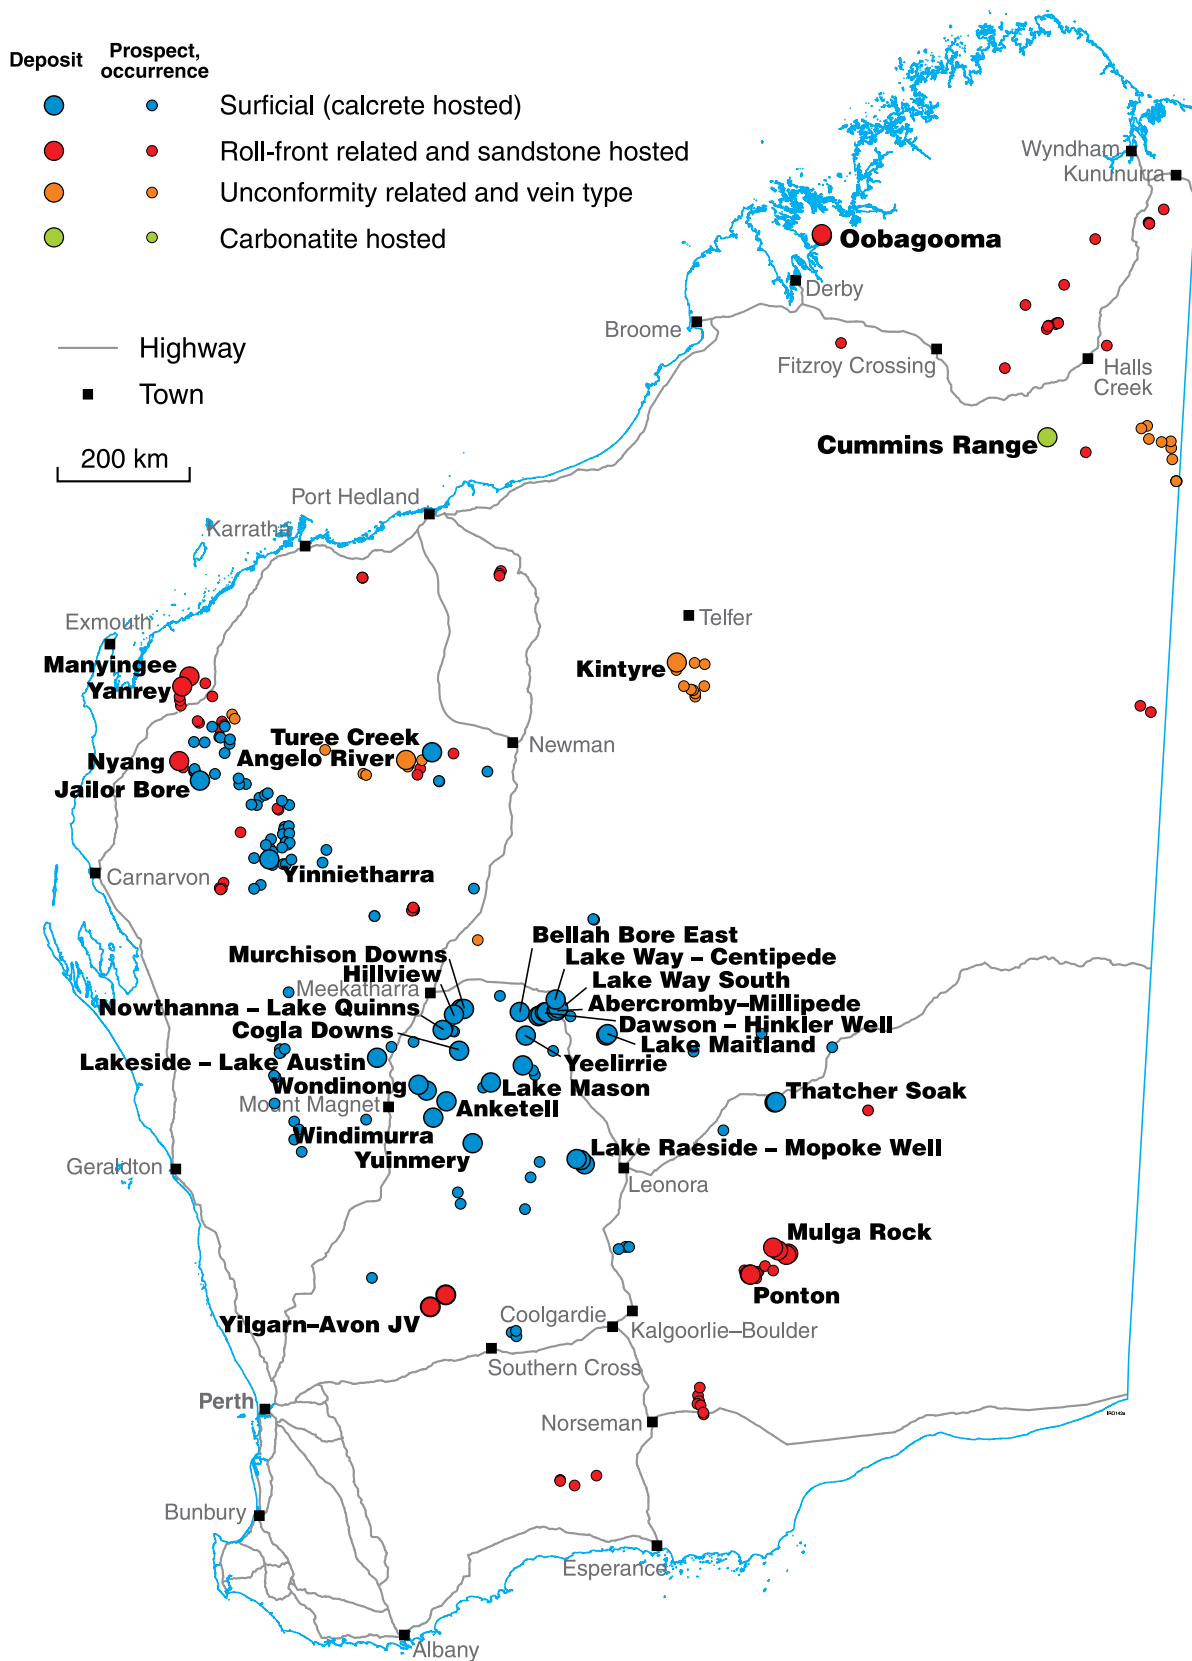 Deposit
Prospect,
occurrence
Surficial (calcrete hosted)
Roll-front related and sandstone hosted
Unconformity related and vein type
Carbonatite hosted
Highway
Town
200 km
Wyndham
Kununurra
Oobagooma
Derby
Broome
Fitzroy Crossing
Halls
Creek
Cummins Range
Port Hedland
Karratha
Exmouth
Telfer
Manyingee
Kintyre
Yanrey
Turee Creek
Newman
Nyang
Angelo River
Jailor Bore
Carnarvon
Yinnietharra
Bellah Bore East
Murchison Downs
Lake Way – Centipede
Hillview
Lake Way South
Meekatharra
Nowthanna – Lake Quinns
Abercromby–Millipede
Cogla Downs
Dawson – Hinkler Well
Lake Maitland
Lakeside – Lake Austin
Yeelirrie
Wondinong
Lake Mason
Thatcher Soak
Mount Magnet
Anketell
Windimurra
Lake Raeside – Mopoke Well
Yuinmery
Geraldton
Leonora
Mulga Rock
Ponton
Yilgarn–Avon JV
Coolgardie
Kalgoorlie–Boulder
Southern Cross
Perth
Norseman
IRO143a
Bunbury
Esperance
Albany